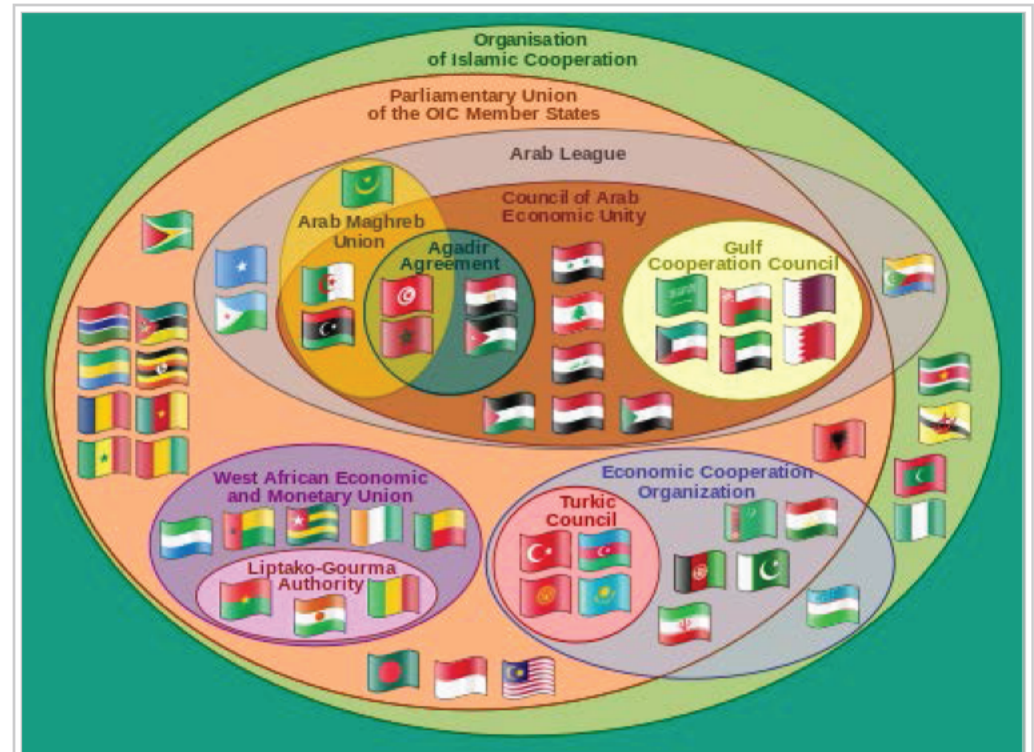 Organisation
of Islamic Cooperation
Parliamentary Union
of the OIC Member States
Arab League
Council of Arab
Economic Unity
Arab Maghreb
Union
Agadir
Agreement
Gulf
Cooperation Council
West African Economic
and Monetary Union
Liptako-Gourma
Authority
Economic Cooperation
Organization
Turkic
Council